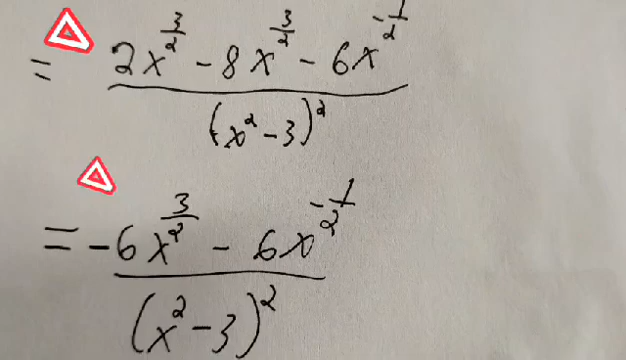 = (2x^(3/2) - 8x^(3/2) - 6x^(-1/2)) / (x^2 - 3)^2
= (-6x^(3/2) - 6x^(-1/2)) / (x^2 - 3)^2